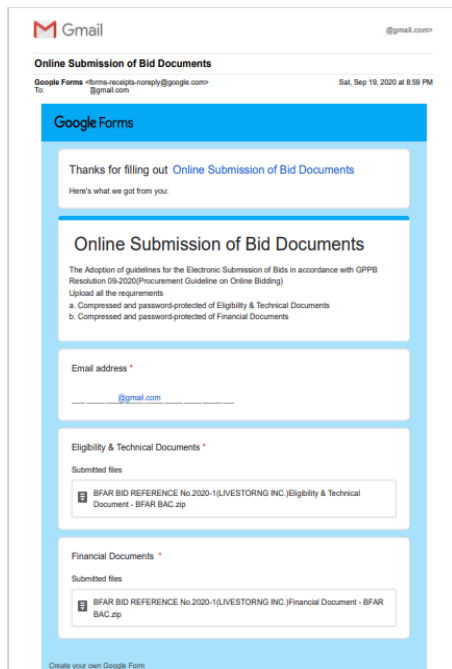 Gmail
@gmail.com>
Online Submission of Bid Documents
Google Forms <forms-receipts-noreply@google.com>
Sat, Sep 19, 2020 at 8:59 PM
To: @gmail.com
Google Forms
Thanks for filling out Online Submission of Bid Documents
Here's what we got from you:
Online Submission of Bid Documents
The Adoption of guidelines for the Electronic Submission of Bids in accordance with GPPB
Resolution 09-2020(Procurement Guideline on Online Bidding)
Upload all the requirements
a. Compressed and password-protected of Eligibility & Technical Documents
b. Compressed and password-protected of Financial Documents
Email address *
@gmail.com
Eligibility & Technical Documents *
Submitted files
BFAR BID REFERENCE No.2020-1(LIVESTORNG INC.)Eligibility & Technical
Document - BFAR BAC.zip
Financial Documents *
Submitted files
BFAR BID REFERENCE No.2020-1(LIVESTORNG INC.)Financial Document - BFAR
BAC.zip
Create your own Google Form